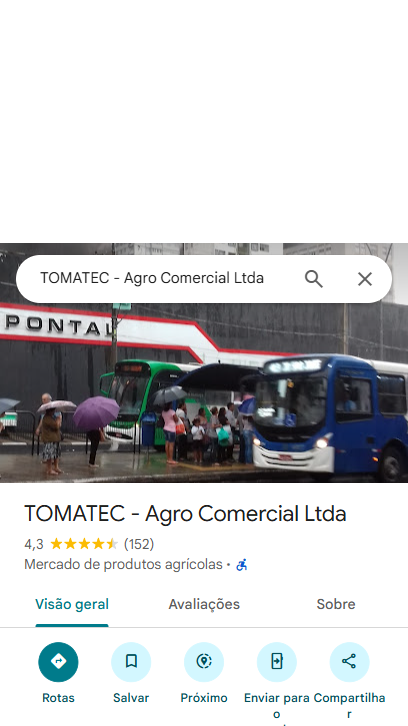 TOMATEC - Agro Comercial Ltda
PONTAL
TOMATEC - Agro Comercial Ltda
4,3 (152)
Mercado de produtos agrícolas ·
Visão geral Avaliações Sobre
Rotas Salvar Próximo Enviar para o Compartilhar